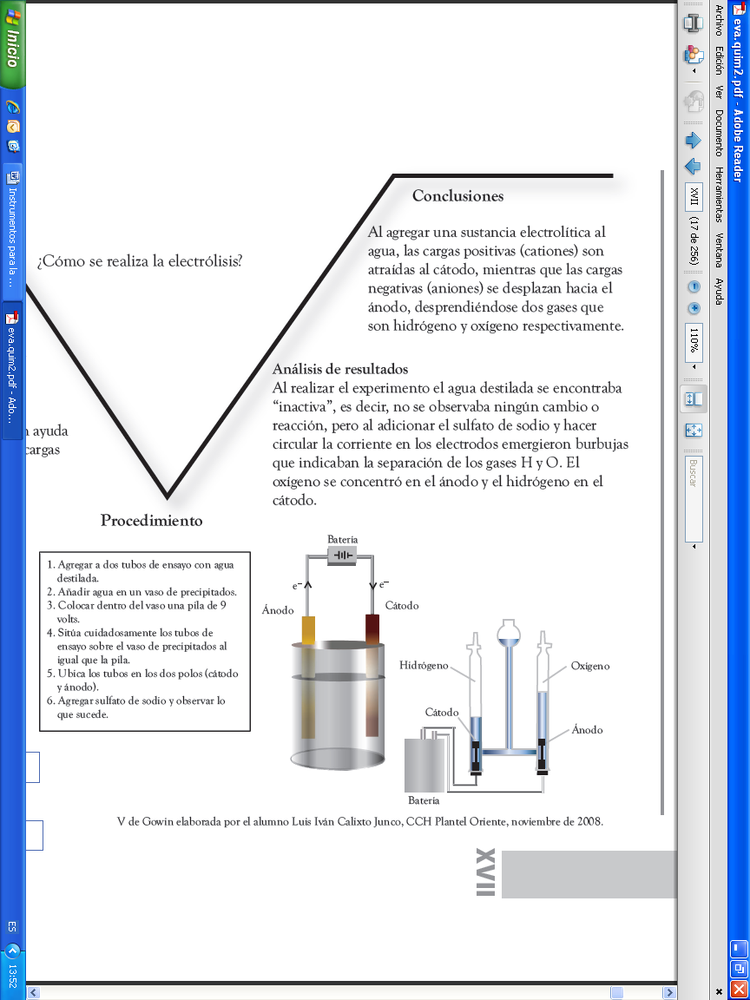 eva.quim2.pdf - Adobe Reader
Archivo Edición Ver Documento Herramientas Ventana Ayuda
XVII (17 de 256) 110% Buscar
¿Cómo se realiza la electrólisis?
n ayuda
cargas
Conclusiones
Al agregar una sustancia electrolítica al
agua, las cargas positivas (cationes) son
atraídas al cátodo, mientras que las cargas
negativas (aniones) se desplazan hacia el
ánodo, desprendiéndose dos gases que
son hidrógeno y oxígeno respectivamente.
Análisis de resultados
Al realizar el experimento el agua destilada se encontraba
“inactiva”, es decir, no se observaba ningún cambio o
reacción, pero al adicionar el sulfato de sodio y hacer
circular la corriente en los electrodos emergieron burbujas
que indicaban la separación de los gases H y O. El
oxígeno se concentró en el ánodo y el hidrógeno en el
cátodo.
Procedimiento
1. Agregar a dos tubos de ensayo con agua
destilada.
2. Añadir agua en un vaso de precipitados.
3. Colocar dentro del vaso una pila de 9
volts.
4. Sitúa cuidadosamente los tubos de
ensayo sobre el vaso de precipitados al
igual que la pila.
5. Ubica los tubos en los dos polos (cátodo
y ánodo).
6. Agregar sulfato de sodio y observar lo
que sucede.
Batería
e⁻ e⁻
Ánodo Cátodo
Hidrógeno Oxígeno
Cátodo
Ánodo
Batería
V de Gowin elaborada por el alumno Luis Iván Calixto Junco, CCH Plantel Oriente, noviembre de 2008.
XVII
Inicio
Instrumentos para la ...
eva.quim2.pdf - Ado...
ES 13:52